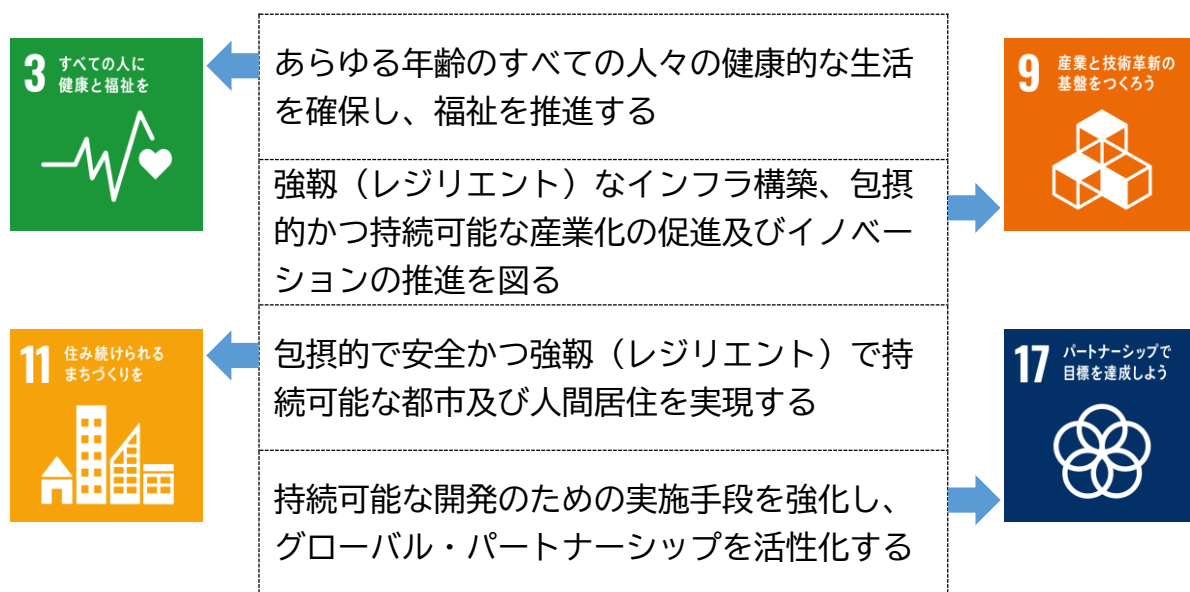 3 すべての人に
健康と福祉を
あらゆる年齢のすべての人々の健康的な生活
を確保し、福祉を推進する
9 産業と技術革新の
基盤をつくろう
強靱（レジリエント）なインフラ構築、包摂
的かつ持続可能な産業化の促進及びイノベー
ションの推進を図る
11 住み続けられる
まちづくりを
包摂的で安全かつ強靱（レジリエント）で持
続可能な都市及び人間居住を実現する
17 パートナーシップで
目標を達成しよう
持続可能な開発のための実施手段を強化し、
グローバル・パートナーシップを活性化する